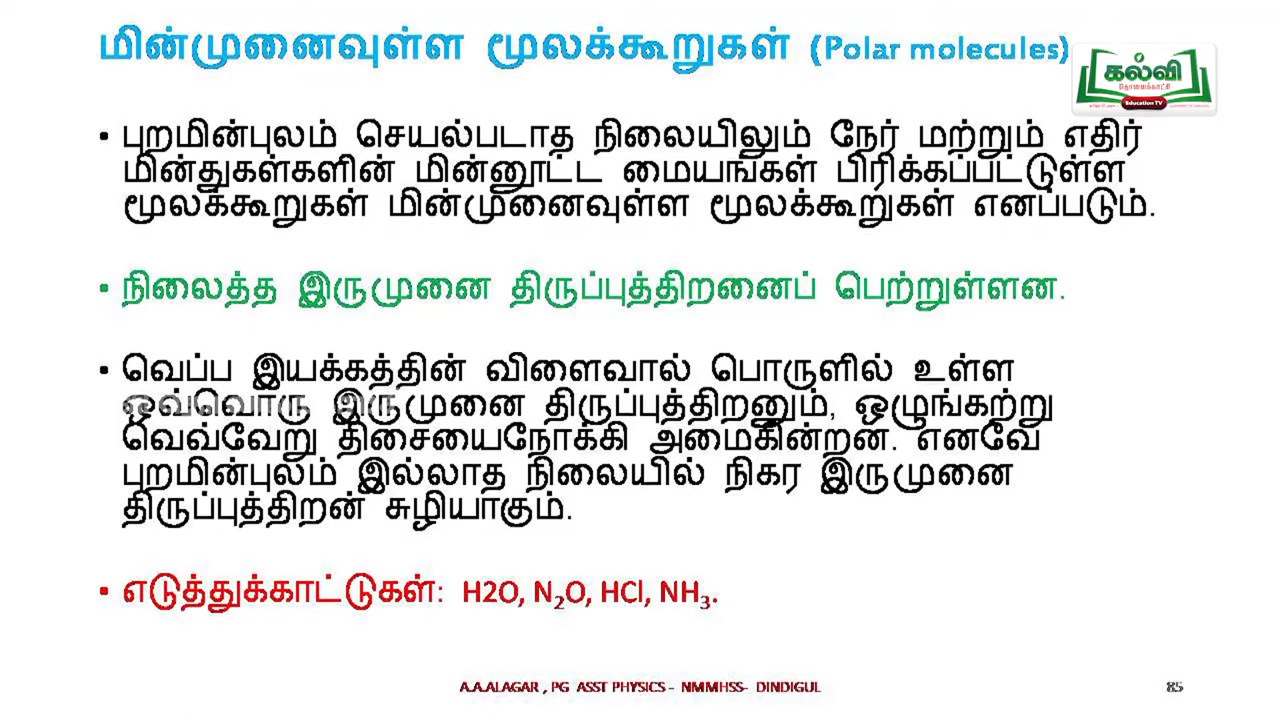 மின்முனைவுள்ள மூலக்கூறுகள் (Polar molecules)
கல்வி
தொலைக்காட்சி
Education TV
• புறமின்புலம் செயல்படாத நிலையிலும் நேர் மற்றும் எதிர்
மின்துகள்களின் மின்னூட்ட மையங்கள் பிரிக்கப்பட்டுள்ள
மூலக்கூறுகள் மின்முனைவுள்ள மூலக்கூறுகள் எனப்படும்.
• நிலைத்த இருமுனை திருப்புத்திறனைப் பெற்றுள்ளன.
• வெப்ப இயக்கத்தின் விளைவால் பொருளில் உள்ள
ஒவ்வொரு இருமுனை திருப்புத்திறனும், ஒழுங்கற்று
வெவ்வேறு திசையைநோக்கி அமைகின்றன. எனவே
புறமின்புலம் இல்லாத நிலையில் நிகர இருமுனை
திருப்புத்திறன் சுழியாகும்.
• எடுத்துக்காட்டுகள்: H2O, N₂O, HCl, NH₃.
A.A.ALAGAR , PG ASST PHYSICS - NMMHSS- DINDIGUL
85